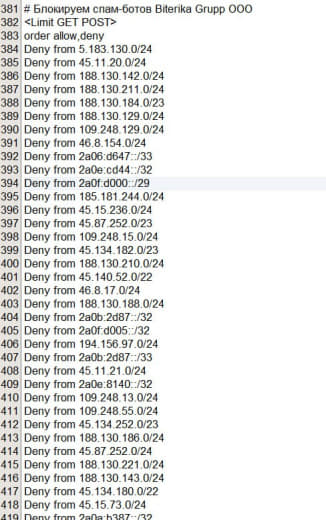 381 # Блокируем спам-ботов Biterika Grupp OOO
382 <Limit GET POST>
383 order allow,deny
384 Deny from 5.183.130.0/24
385 Deny from 45.11.20.0/24
386 Deny from 188.130.142.0/24
387 Deny from 188.130.211.0/24
388 Deny from 188.130.184.0/23
389 Deny from 188.130.129.0/24
390 Deny from 109.248.129.0/24
391 Deny from 46.8.154.0/24
392 Deny from 2a06:d647::/33
393 Deny from 2a0e:cd44::/32
394 Deny from 2a0f:d000::/29
395 Deny from 185.181.244.0/24
396 Deny from 45.15.236.0/24
397 Deny from 45.87.252.0/23
398 Deny from 109.248.15.0/24
399 Deny from 45.134.182.0/23
400 Deny from 188.130.210.0/24
401 Deny from 45.140.52.0/22
402 Deny from 46.8.17.0/24
403 Deny from 188.130.188.0/24
404 Deny from 2a0b:2d87::/32
405 Deny from 2a0f:d005::/32
406 Deny from 194.156.97.0/24
407 Deny from 2a0b:2d87::/33
408 Deny from 45.11.21.0/24
409 Deny from 2a0e:8140::/32
410 Deny from 109.248.13.0/24
411 Deny from 109.248.55.0/24
412 Deny from 45.134.252.0/23
413 Deny from 188.130.186.0/24
414 Deny from 45.87.252.0/24
415 Deny from 188.130.221.0/24
416 Deny from 188.130.143.0/24
417 Deny from 45.134.180.0/22
418 Deny from 45.15.73.0/24
419 Deny from 2a0a:b387::/32